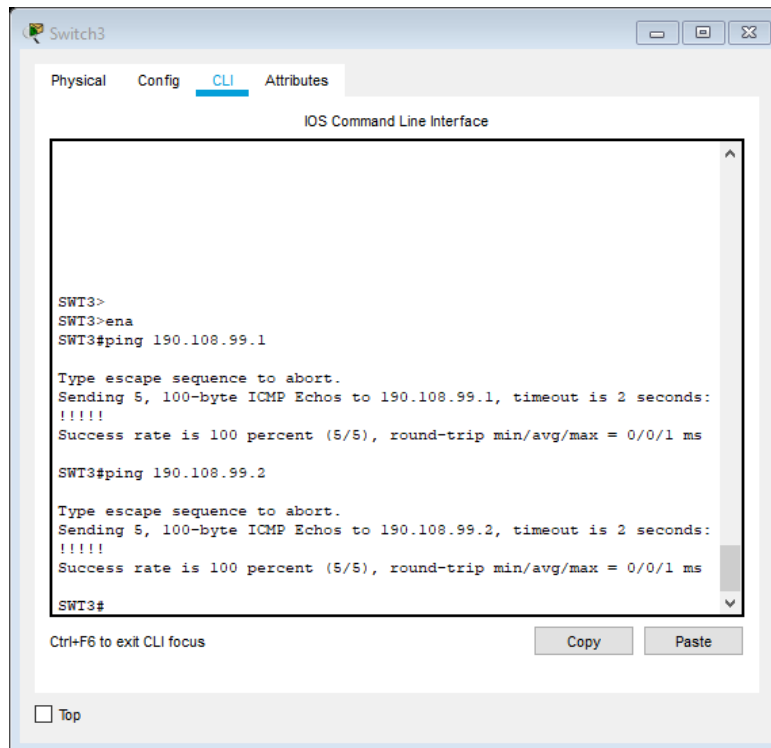 Switch3
Physical Config CLI Attributes
IOS Command Line Interface
SWT3>
SWT3>ena
SWT3#ping 190.108.99.1
Type escape sequence to abort.
Sending 5, 100-byte ICMP Echos to 190.108.99.1, timeout is 2 seconds:
!!!!!
Success rate is 100 percent (5/5), round-trip min/avg/max = 0/0/1 ms
SWT3#ping 190.108.99.2
Type escape sequence to abort.
Sending 5, 100-byte ICMP Echos to 190.108.99.2, timeout is 2 seconds:
!!!!!
Success rate is 100 percent (5/5), round-trip min/avg/max = 0/0/1 ms
SWT3#
Ctrl+F6 to exit CLI focus Copy Paste
Top